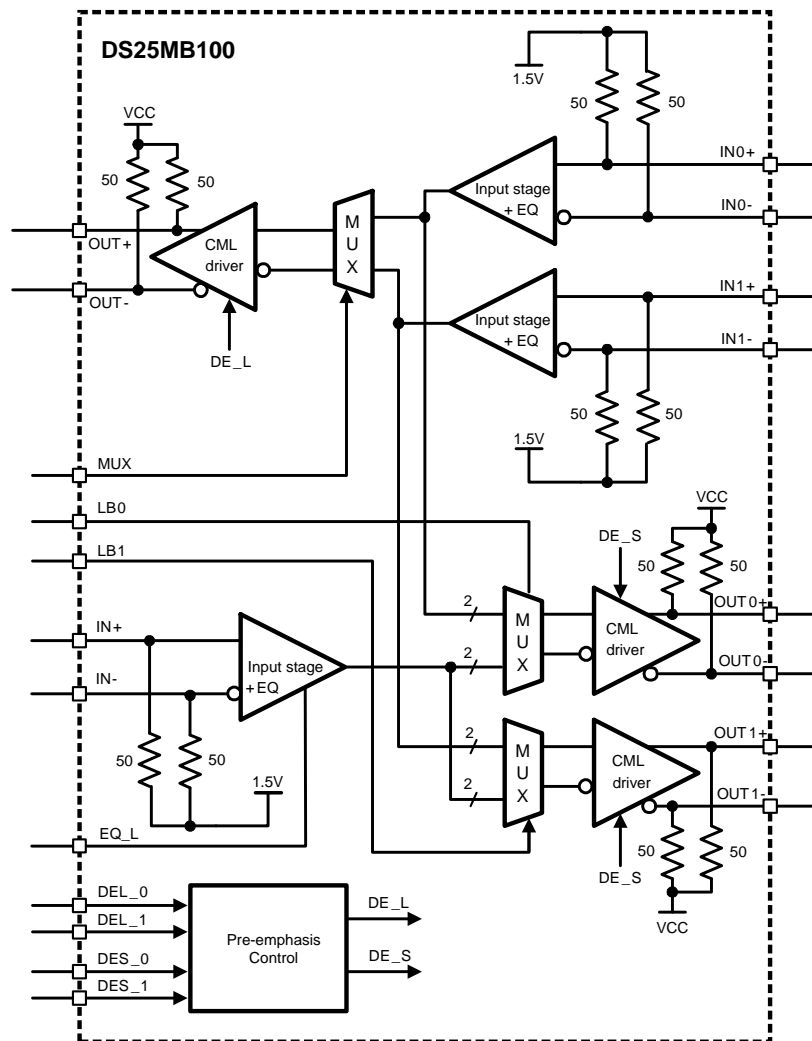 DS25MB100
1.5V
50
50
IN0+
IN0-
Input stage
+ EQ
VCC
50
50
OUT+
OUT-
CML
driver
DE_L
M
U
X
IN1+
IN1-
Input stage
+ EQ
50
50
1.5V
MUX
LB0
LB1
VCC
DE_S
50
50
2
2
M
U
X
CML
driver
OUT0+
OUT0-
IN+
IN-
Input stage
+EQ
50
50
1.5V
EQ_L
2
2
M
U
X
CML
driver
OUT1+
OUT1-
DE_S
50
50
VCC
DEL_0
DEL_1
DES_0
DES_1
Pre-emphasis
Control
DE_L
DE_S